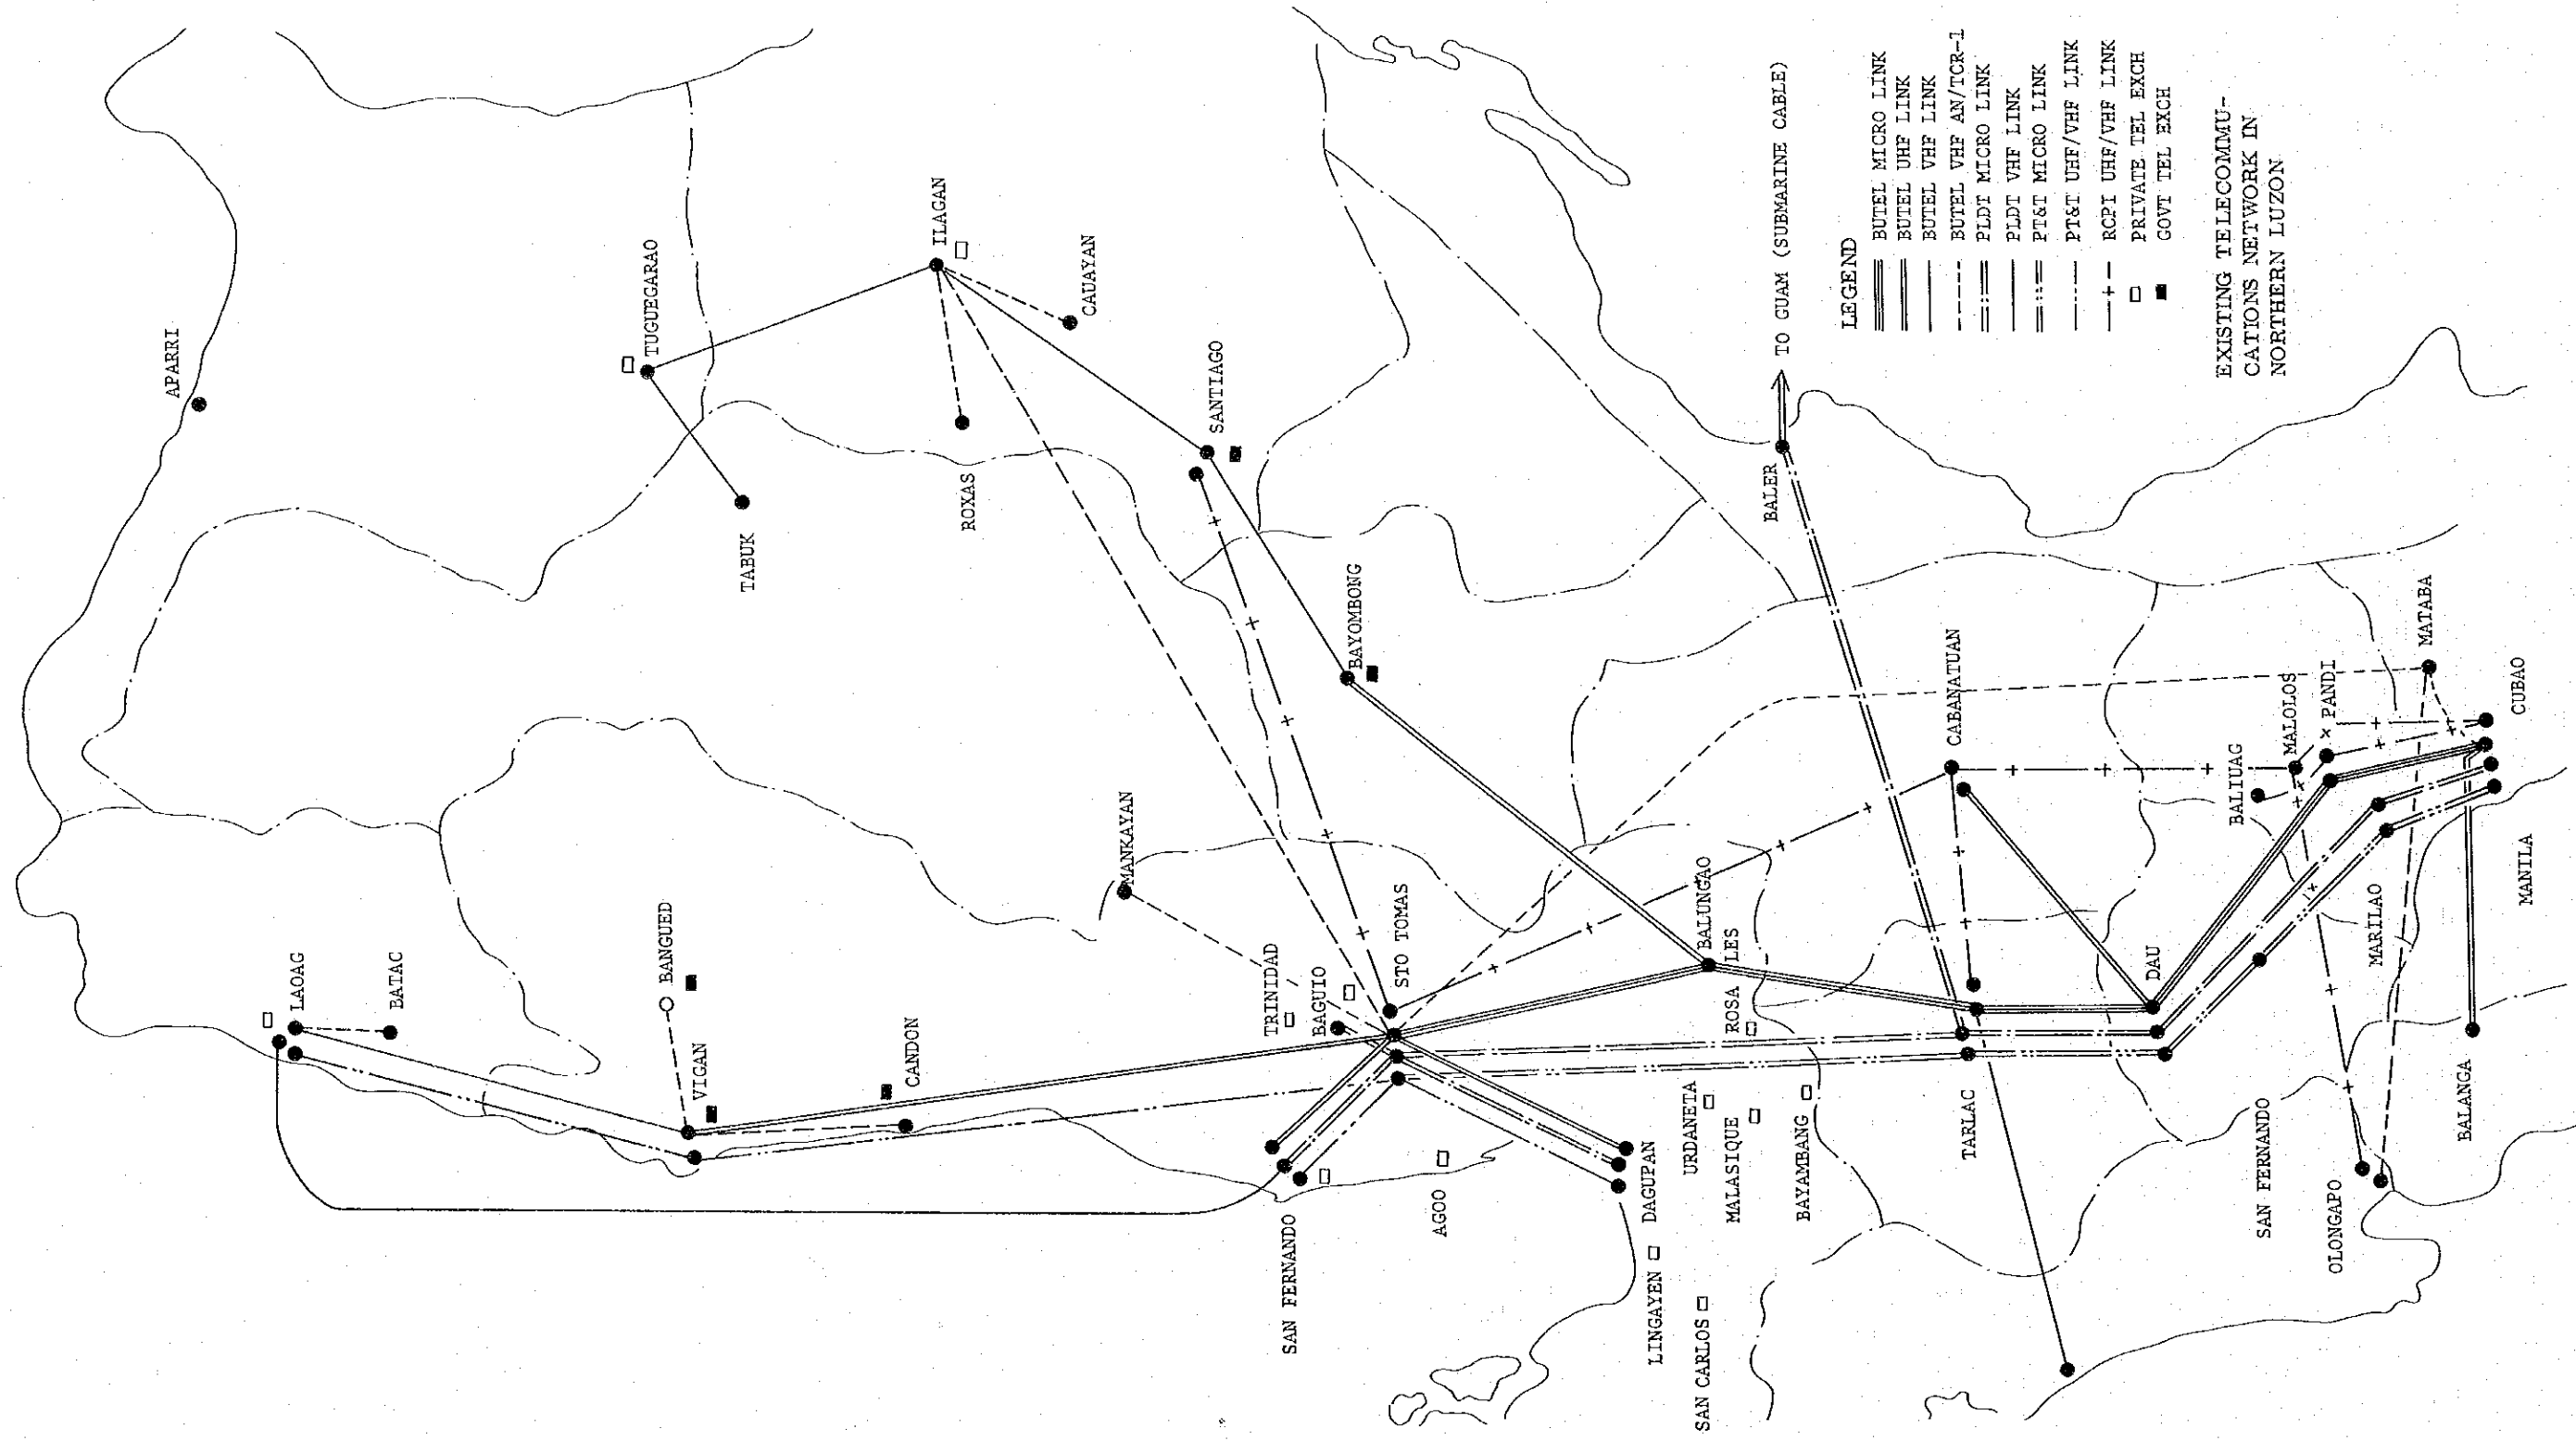 APARRI
TUGUEGARAO
ILAGAN
CAUAYAN
TABUK
ROXAS
SANTIAGO
LAOAG
BATAC
BANGUED
VIGAN
CANDON
MANKAYAN
BAYOMBONG
TRINIDAD
BAGUIO
STO TOMAS
SAN FERNANDO
AGOO
DAGUPAN
LINGAYEN
SAN CARLOS
URDANETA
MALASIQUE
BAYAMBANG
BALUNGAO
ROSA LES
BALER
TO GUAM (SUBMARINE CABLE)
CABANATUAN
TARLAC
DAU
SAN FERNANDO
OLONGAPO
BALIUAG
MALOLOS
PANDI
MATABA
MARILAO
BALANGA
CUBAO
MANILA
LEGEND
BUTEL MICRO LINK
BUTEL UHF LINK
BUTEL VHF LINK
BUTEL VHF AN/TCR-1
PLDT MICRO LINK
PLDT VHF LINK
PT&T MICRO LINK
PT&T UHF/VHF LINK
RCPI UHF/VHF LINK
PRIVATE TEL EXCH
GOVT TEL EXCH
EXISTING TELECOMMU-
CATIONS NETWORK IN
NORTHERN LUZON